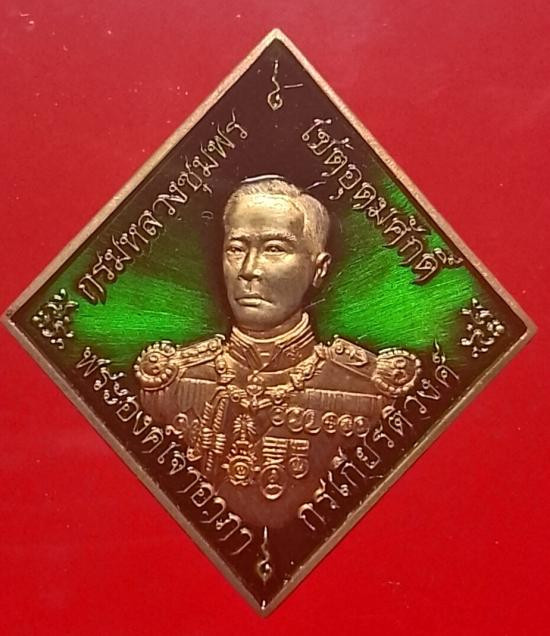 กรมหลวงชุมพร
เขตอุดมศักดิ์
พระองค์เจ้าอาภา
กรเกียรติวงศ์